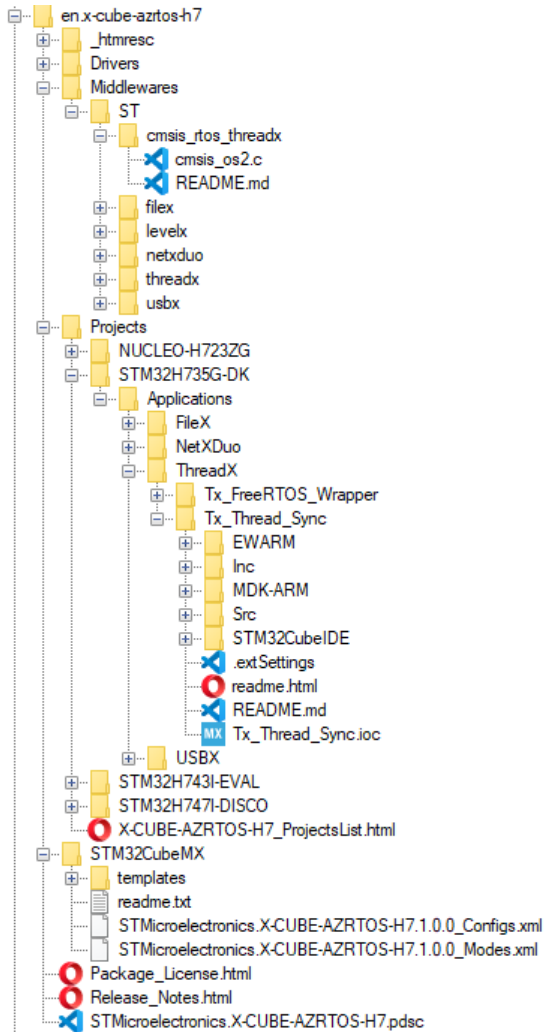 en.x-cube-azrtos-h7
_htmresc
Drivers
Middlewares
ST
cmsis_rtos_threadx
cmsis_os2.c
README.md
filex
levelx
netxduo
threadx
usbx
Projects
NUCLEO-H723ZG
STM32H735G-DK
Applications
FileX
NetXDuo
ThreadX
Tx_FreeRTOS_Wrapper
Tx_Thread_Sync
EWARM
Inc
MDK-ARM
Src
STM32CubeIDE
.extSettings
readme.html
README.md
MX Tx_Thread_Sync.ioc
USBX
STM32H743I-EVAL
STM32H747I-DISCO
X-CUBE-AZRTOS-H7_ProjectsList.html
STM32CubeMX
templates
readme.txt
STMicroelectronics.X-CUBE-AZRTOS-H7.1.0.0_Configs.xml
STMicroelectronics.X-CUBE-AZRTOS-H7.1.0.0_Modes.xml
Package_License.html
Release_Notes.html
STMicroelectronics.X-CUBE-AZRTOS-H7.pdsc